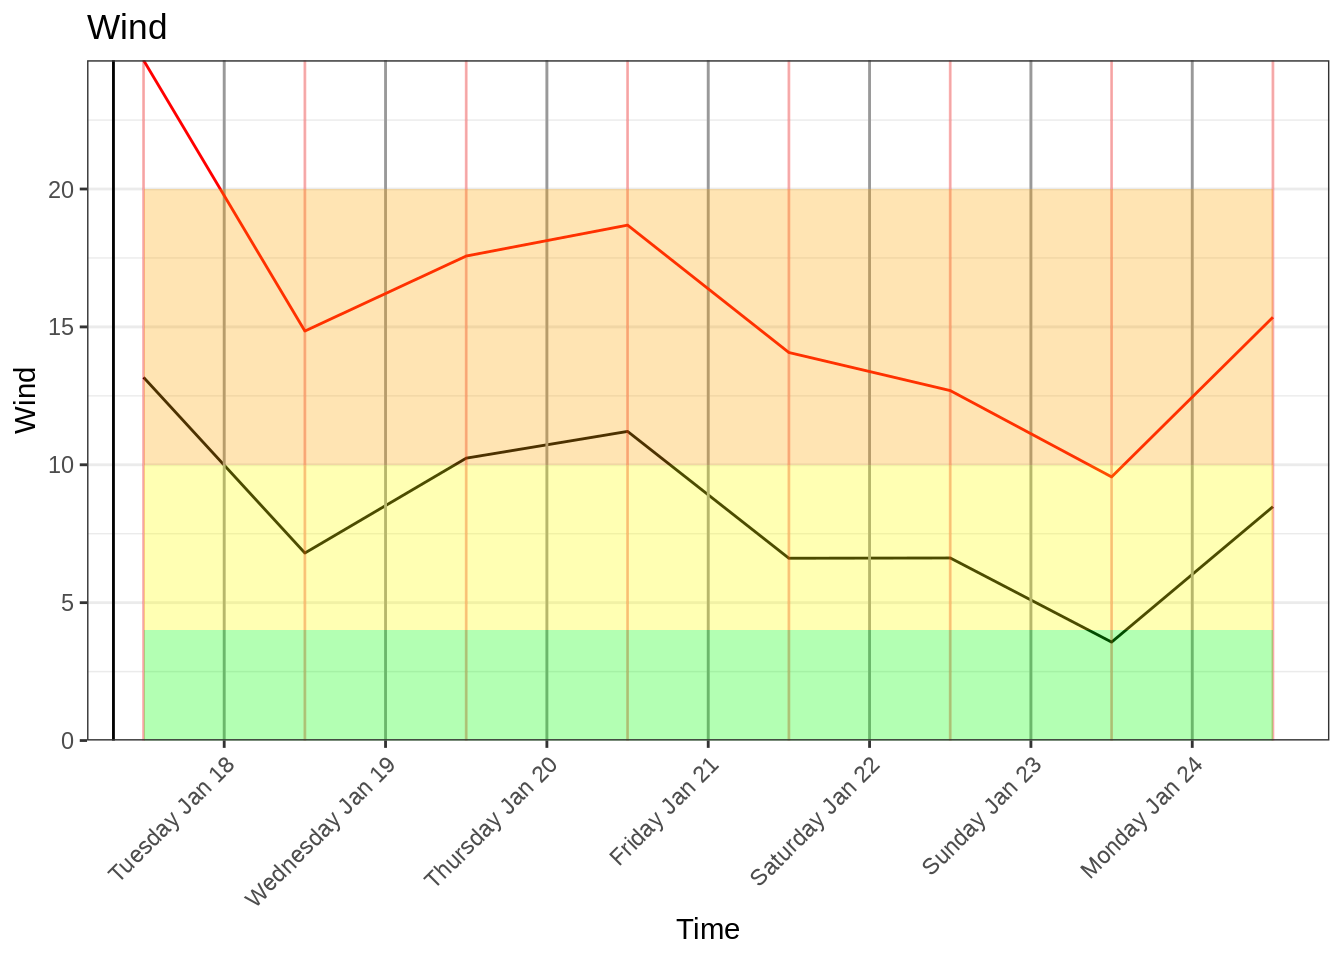 Wind
Wind
20
15
10
5
0
Tuesday Jan 18
Wednesday Jan 19
Thursday Jan 20
Friday Jan 21
Saturday Jan 22
Sunday Jan 23
Monday Jan 24
Time